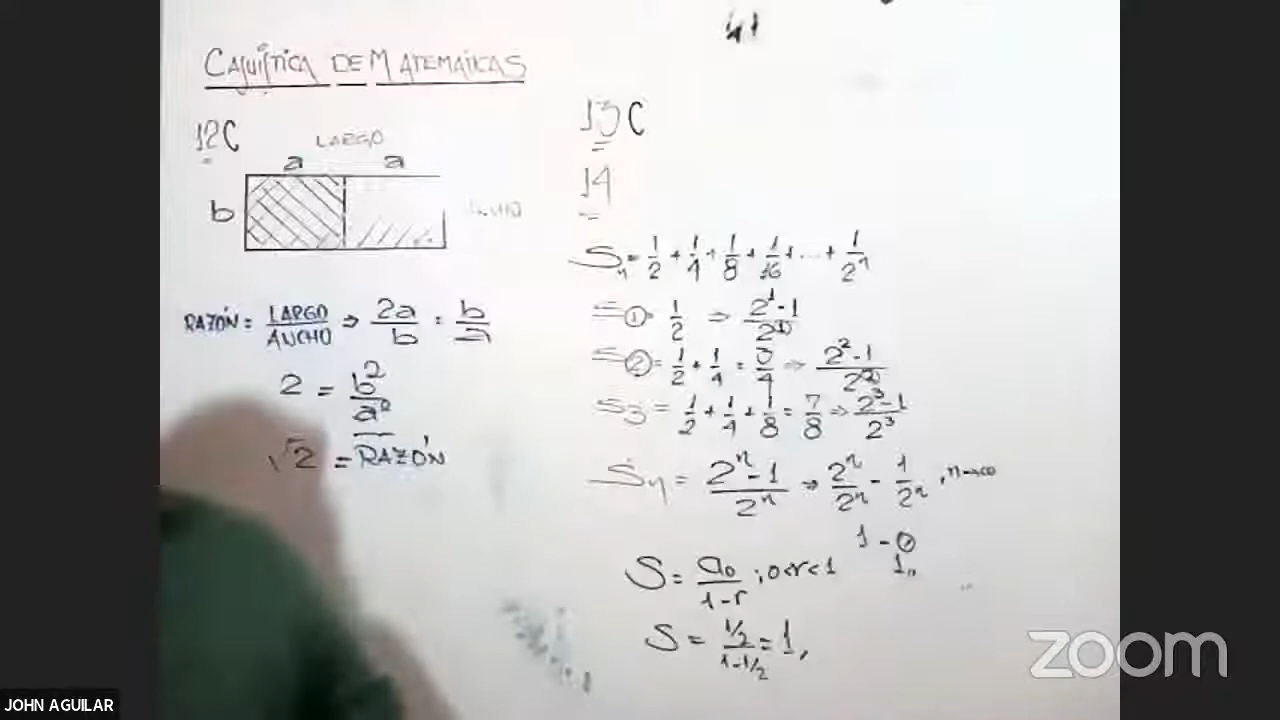 41
CASUÍSTICA DE MATEMATICAS
12C
LARGO
a a
b
RAZÓN = LARGO/ANCHO ⇒ 2a/b = b/a
2 = b²/a²
√2 = RAZÓN
13C
14
Sₙ = 1/2 + 1/4 + 1/8 + 1/16 + ... + 1/2ⁿ
S① = 1/2 ⇒ 2¹-1/2¹
S② = 1/2 + 1/4 = 3/4 ⇒ 2²-1/2²
S3 = 1/2 + 1/4 + 1/8 = 7/8 ⇒ 2³-1/2³
Sₙ = 2ⁿ-1/2ⁿ ⇒ 2ⁿ/2ⁿ - 1/2ⁿ , n→∞
1 - 0
1,,
S = a₀/1-r ; 0<r<1
S = 1/2/1-1/2 = 1,
zoom
JOHN AGUILAR